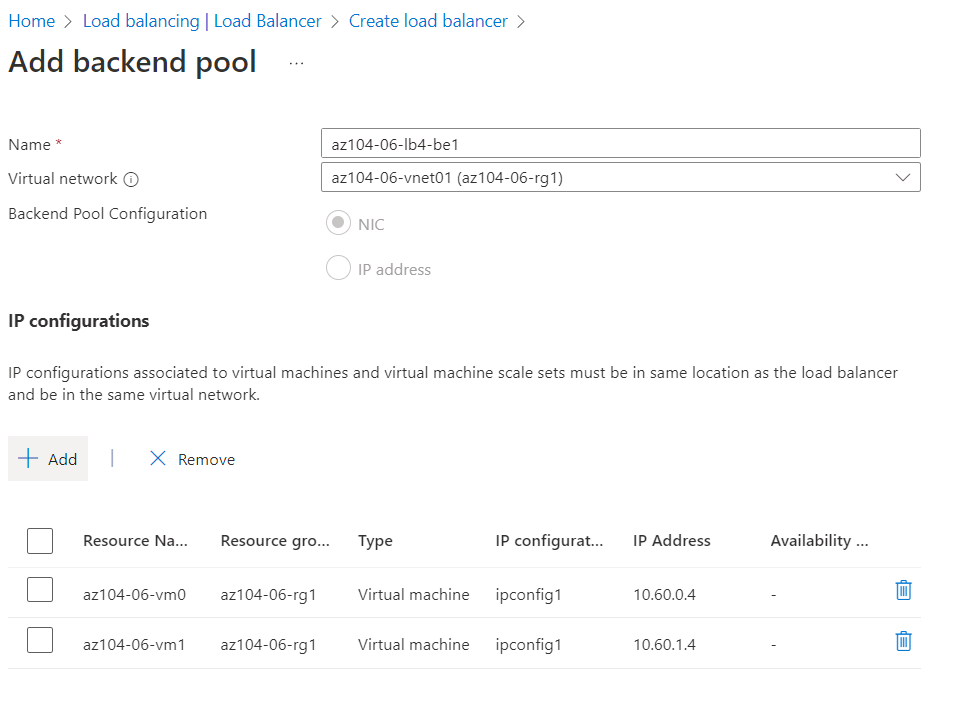 Home > Load balancing | Load Balancer > Create load balancer >
Add backend pool ...
Name * az104-06-lb4-be1
Virtual network az104-06-vnet01 (az104-06-rg1)
Backend Pool Configuration
NIC
IP address
IP configurations
IP configurations associated to virtual machines and virtual machine scale sets must be in same location as the load balancer
and be in the same virtual network.
+ Add | Remove
Resource Na... Resource gro... Type IP configurat... IP Address Availability ...
az104-06-vm0 az104-06-rg1 Virtual machine ipconfig1 10.60.0.4 -
az104-06-vm1 az104-06-rg1 Virtual machine ipconfig1 10.60.1.4 -